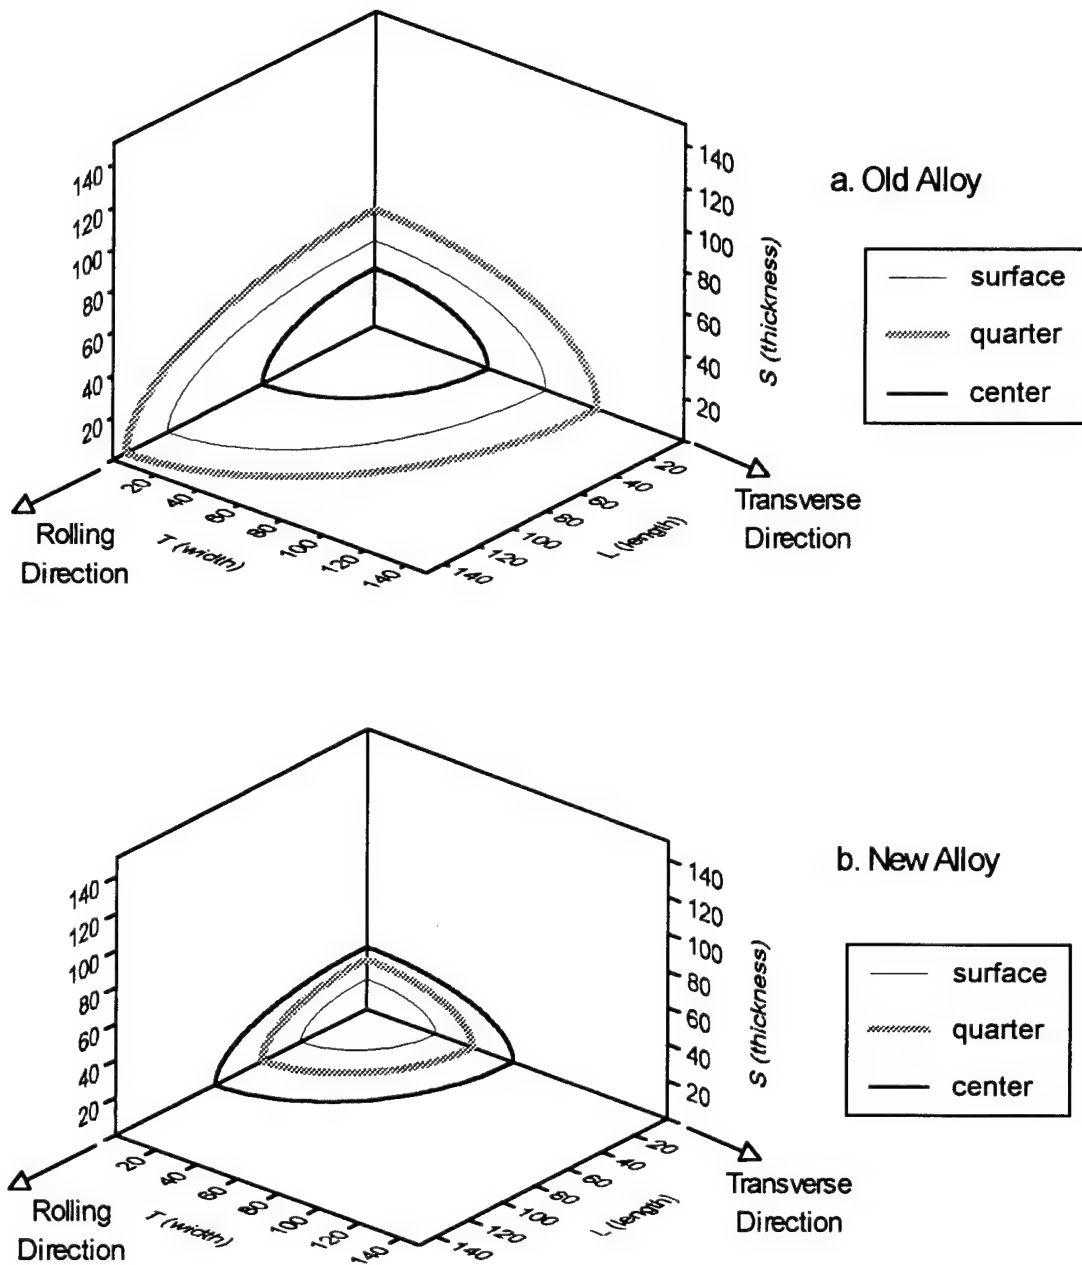 a. Old Alloy
140
120
100
80
60
40
20
140
120
100
80
60
40
20
S (thickness)
surface
quarter
center
Rolling
Direction
20
40
60
80
100
120
140
T (width)
140
120
100
80
60
40
20
L (length)
Transverse
Direction
b. New Alloy
140
120
100
80
60
40
20
140
120
100
80
60
40
20
S (thickness)
surface
quarter
center
Rolling
Direction
20
40
60
80
100
120
140
T (width)
140
120
100
80
60
40
20
L (length)
Transverse
Direction